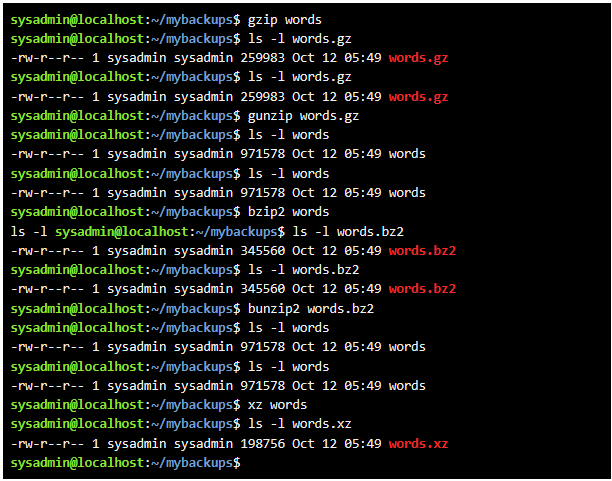 sysadmin@localhost:~/mybackups$ gzip words
sysadmin@localhost:~/mybackups$ ls -l words.gz
-rw-r--r-- 1 sysadmin sysadmin 259983 Oct 12 05:49 words.gz
sysadmin@localhost:~/mybackups$ ls -l words.gz
-rw-r--r-- 1 sysadmin sysadmin 259983 Oct 12 05:49 words.gz
sysadmin@localhost:~/mybackups$ gunzip words.gz
sysadmin@localhost:~/mybackups$ ls -l words
-rw-r--r-- 1 sysadmin sysadmin 971578 Oct 12 05:49 words
sysadmin@localhost:~/mybackups$ ls -l words
-rw-r--r-- 1 sysadmin sysadmin 971578 Oct 12 05:49 words
sysadmin@localhost:~/mybackups$ bzip2 words
ls -l sysadmin@localhost:~/mybackups$ ls -l words.bz2
-rw-r--r-- 1 sysadmin sysadmin 345560 Oct 12 05:49 words.bz2
sysadmin@localhost:~/mybackups$ ls -l words.bz2
-rw-r--r-- 1 sysadmin sysadmin 345560 Oct 12 05:49 words.bz2
sysadmin@localhost:~/mybackups$ bunzip2 words.bz2
sysadmin@localhost:~/mybackups$ ls -l words
-rw-r--r-- 1 sysadmin sysadmin 971578 Oct 12 05:49 words
sysadmin@localhost:~/mybackups$ ls -l words
-rw-r--r-- 1 sysadmin sysadmin 971578 Oct 12 05:49 words
sysadmin@localhost:~/mybackups$ xz words
sysadmin@localhost:~/mybackups$ ls -l words.xz
-rw-r--r-- 1 sysadmin sysadmin 198756 Oct 12 05:49 words.xz
sysadmin@localhost:~/mybackups$